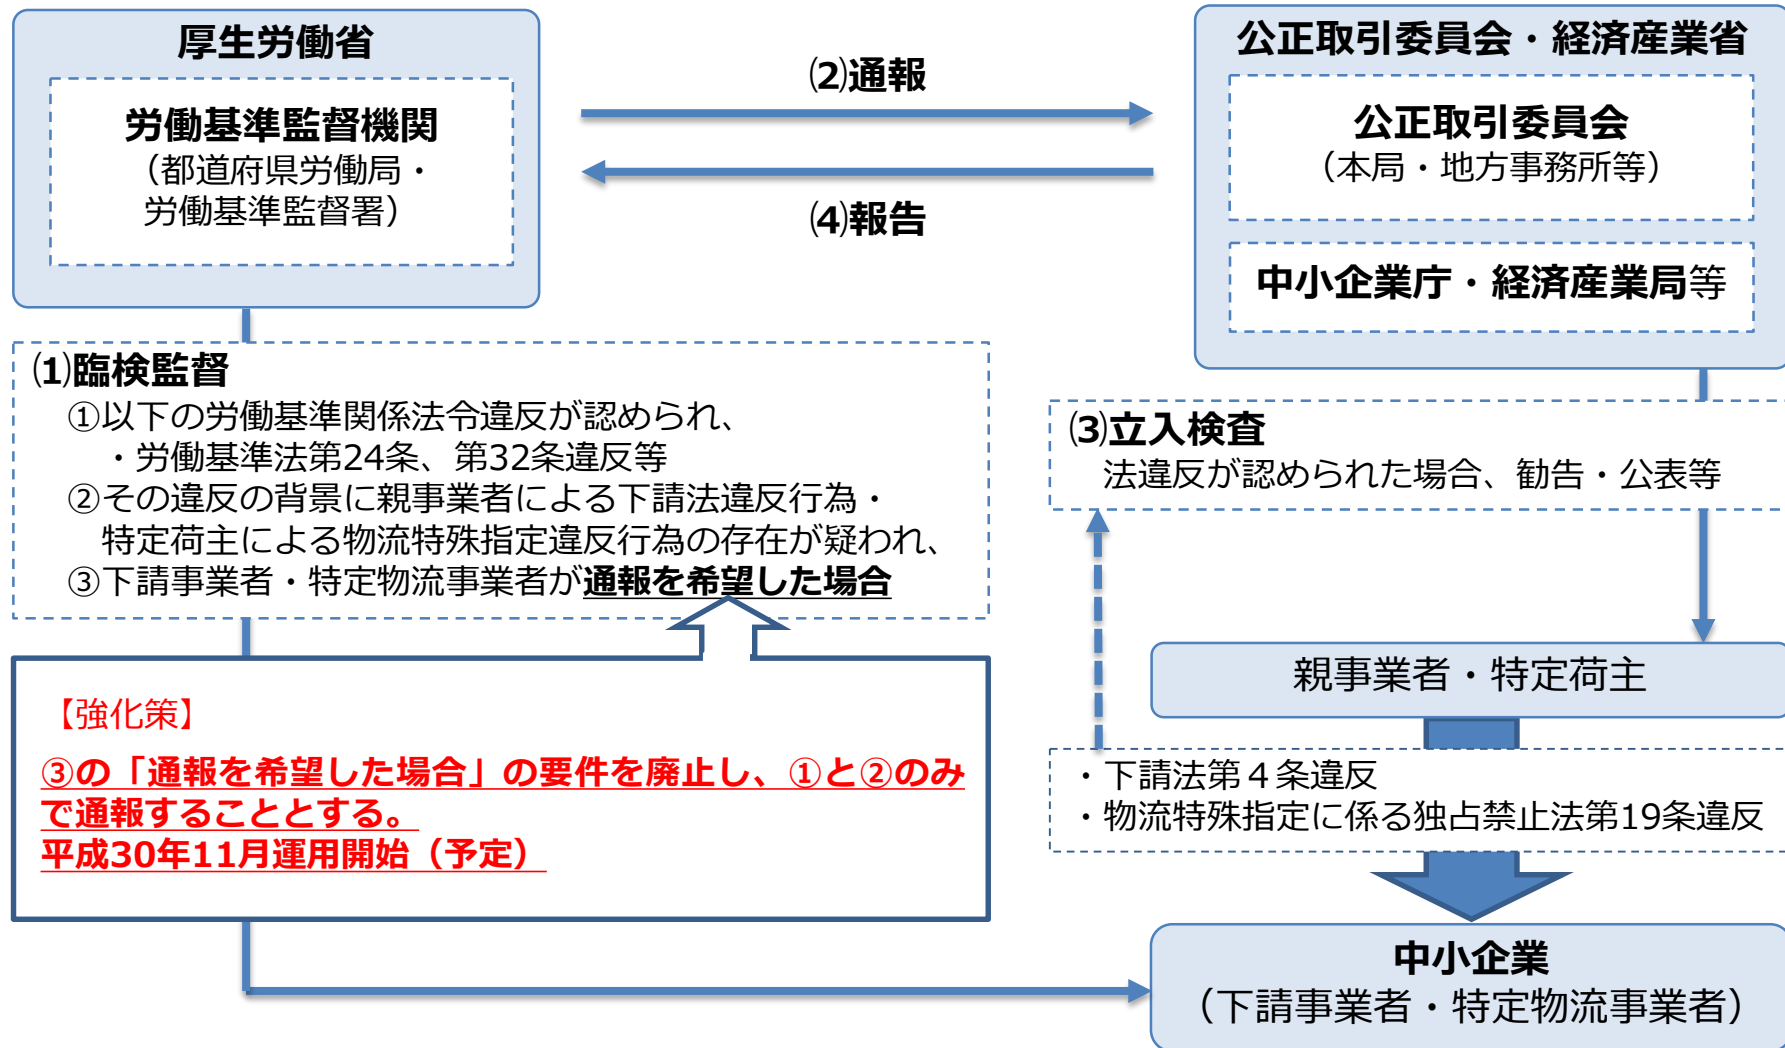 厚生労働省
労働基準監督機関
（都道府県労働局・
労働基準監督署）
⑵通報
⑷報告
公正取引委員会・経済産業省
公正取引委員会
（本局・地方事務所等）
中小企業庁・経済産業局等
⑴臨検監督
①以下の労働基準関係法令違反が認められ、
・労働基準法第24条、第32条違反等
②その違反の背景に親事業者による下請法違反行為・
特定荷主による物流特殊指定違反行為の存在が疑われ、
③下請事業者・特定物流事業者が通報を希望した場合
【強化策】
③の「通報を希望した場合」の要件を廃止し、①と②のみ
で通報することとする。
平成30年11月運用開始（予定）
⑶立入検査
法違反が認められた場合、勧告・公表等
親事業者・特定荷主
・下請法第４条違反
・物流特殊指定に係る独占禁止法第19条違反
中小企業
（下請事業者・特定物流事業者）